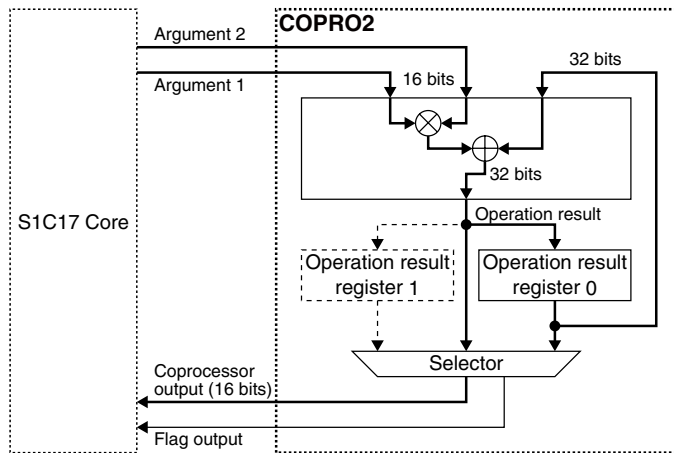 COPRO2
Argument 2
32 bits
Argument 1
16 bits
32 bits
S1C17 Core
Operation result
Operation result
register 1
Operation result
register 0
Selector
Coprocessor
output (16 bits)
Flag output